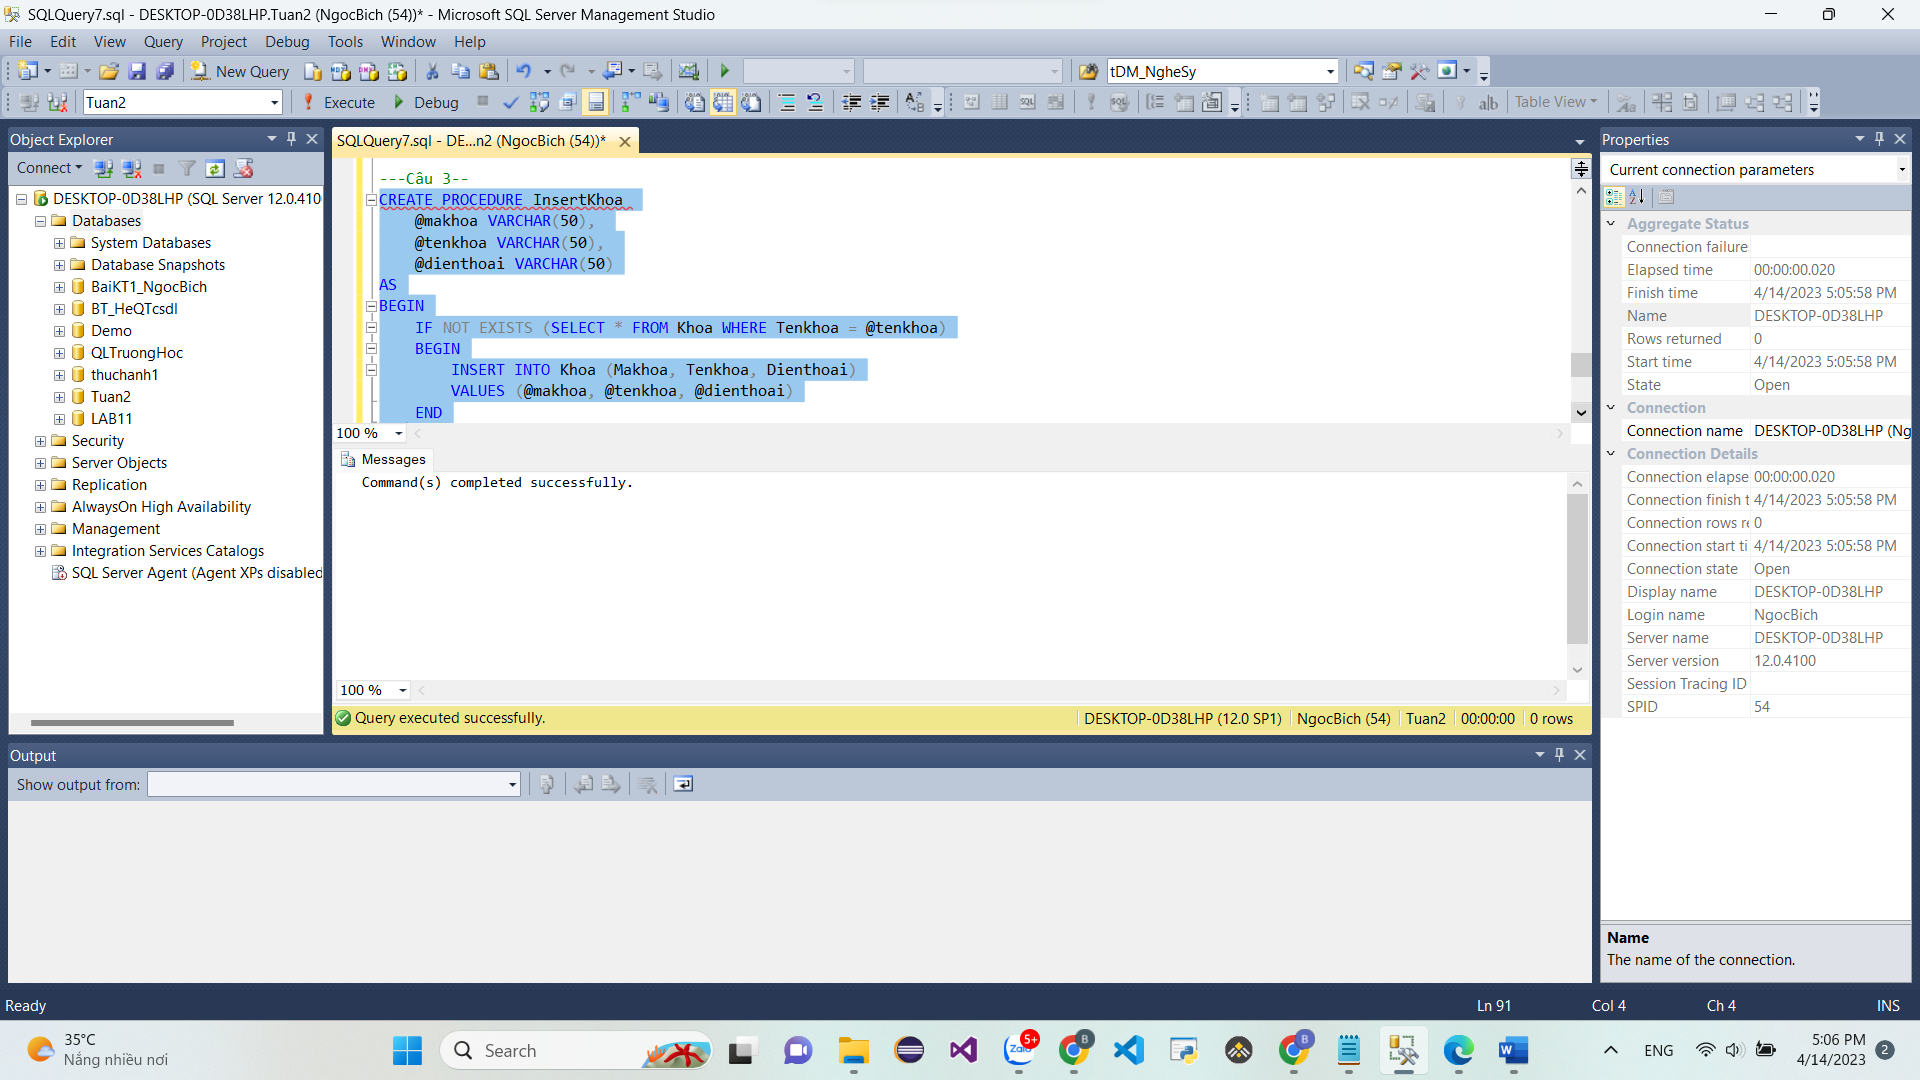 SQLQuery7.sql - DESKTOP-0D38LHP.Tuan2 (NgocBich (54))* - Microsoft SQL Server Management Studio
File Edit View Query Project Debug Tools Window Help
New Query
tDM_NgheSy
Tuan2
Execute
Debug
Table View
Object Explorer
Connect
DESKTOP-0D38LHP (SQL Server 12.0.410
Databases
System Databases
Database Snapshots
BaiKT1_NgocBich
BT_HeQTcsdl
Demo
QLTruongHoc
thuchanh1
Tuan2
LAB11
Security
Server Objects
Replication
AlwaysOn High Availability
Management
Integration Services Catalogs
SQL Server Agent (Agent XPs disabled
SQLQuery7.sql - DE...n2 (NgocBich (54))*
---Câu 3--
CREATE PROCEDURE InsertKhoa
@makhoa VARCHAR(50),
@tenkhoa VARCHAR(50),
@dienthoai VARCHAR(50)
AS
BEGIN
IF NOT EXISTS (SELECT * FROM Khoa WHERE Tenkhoa = @tenkhoa)
BEGIN
INSERT INTO Khoa (Makhoa, Tenkhoa, Dienthoai)
VALUES (@makhoa, @tenkhoa, @dienthoai)
END
100 %
Messages
Command(s) completed successfully.
100 %
Query executed successfully.
DESKTOP-0D38LHP (12.0 SP1)
NgocBich (54)
Tuan2
00:00:00
0 rows
Properties
Current connection parameters
Aggregate Status
Connection failure
Elapsed time 00:00:00.020
Finish time 4/14/2023 5:05:58 PM
Name DESKTOP-0D38LHP
Rows returned 0
Start time 4/14/2023 5:05:58 PM
State Open
Connection
Connection name DESKTOP-0D38LHP (Ng
Connection Details
Connection elapse 00:00:00.020
Connection finish t 4/14/2023 5:05:58 PM
Connection rows re 0
Connection start ti 4/14/2023 5:05:58 PM
Connection state Open
Display name DESKTOP-0D38LHP
Login name NgocBich
Server name DESKTOP-0D38LHP
Server version 12.0.4100
Session Tracing ID
SPID 54
Name
The name of the connection.
Output
Show output from:
Ready
Ln 91
Col 4
Ch 4
INS
35°C
Nắng nhiều nơi
Search
Zalo
5+
B
B
ENG
5:06 PM
4/14/2023
2